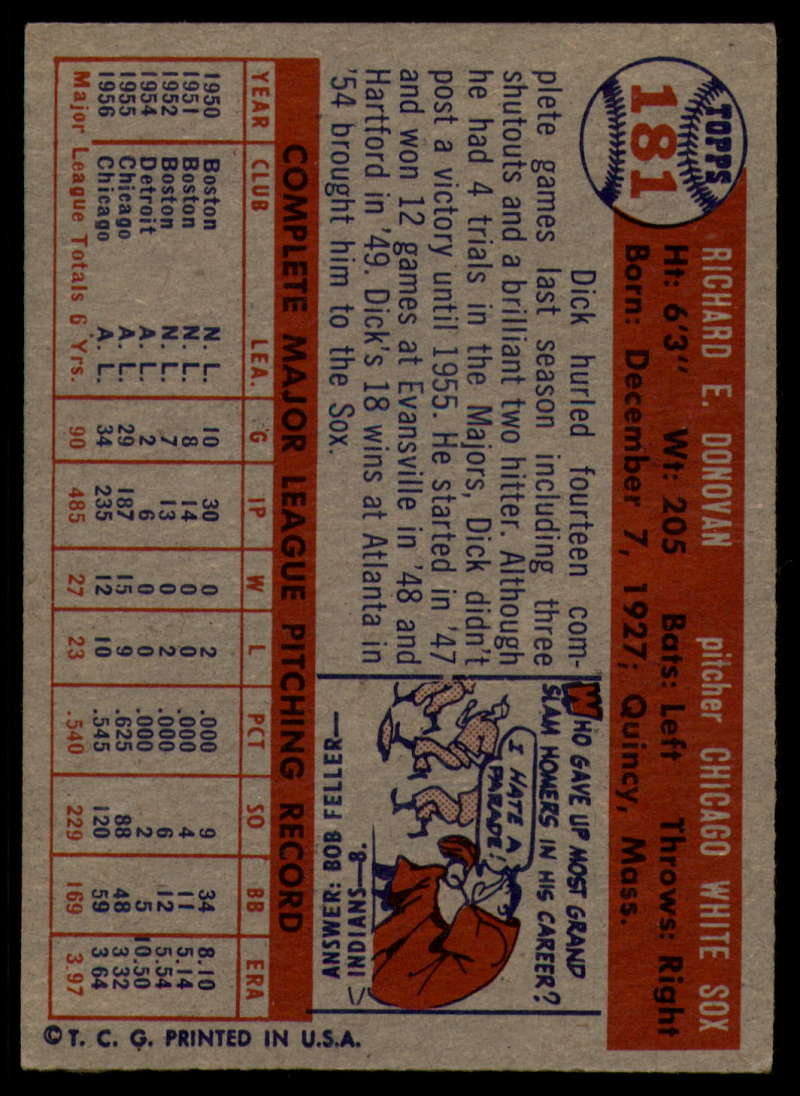 TOPPS
181
RICHARD E. DONOVAN pitcher CHICAGO WHITE SOX
Ht: 6'3" Wt: 205 Bats: Left Throws: Right
Born: December 7, 1927; Quincy, Mass.
Dick hurled fourteen com-
plete games last season including three
shutouts and a brilliant two hitter. Although
he had 4 trials in the Majors, Dick didn't
post a victory until 1955. He started in '47
and won 12 games at Evansville in '48 and
Hartford in '49. Dick's 18 wins at Atlanta in
'54 brought him to the Sox.
WHO GAVE UP MOST GRAND
SLAM HOMERS IN HIS CAREER?
I HATE A
PARADE!
ANSWER: BOB FELLER—
INDIANS—8.
COMPLETE MAJOR LEAGUE PITCHING RECORD
YEAR CLUB LEA. G IP W L PCT SO BB ERA
1950 Boston N. L. 10 30 0 2 .000 9 34 8.10
1951 Boston N. L. 8 14 0 0 .000 4 11 5.14
1952 Boston N. L. 7 13 0 2 .000 6 12 5.54
1954 Detroit A. L. 2 6 0 0 .000 2 5 10.50
1955 Chicago A. L. 29 187 15 9 .625 88 48 3.32
1956 Chicago A. L. 34 235 12 10 .545 120 59 3.64
Major League Totals 6 Yrs. 90 485 27 23 .540 229 169 3.97
© T. C. G. PRINTED IN U.S.A.